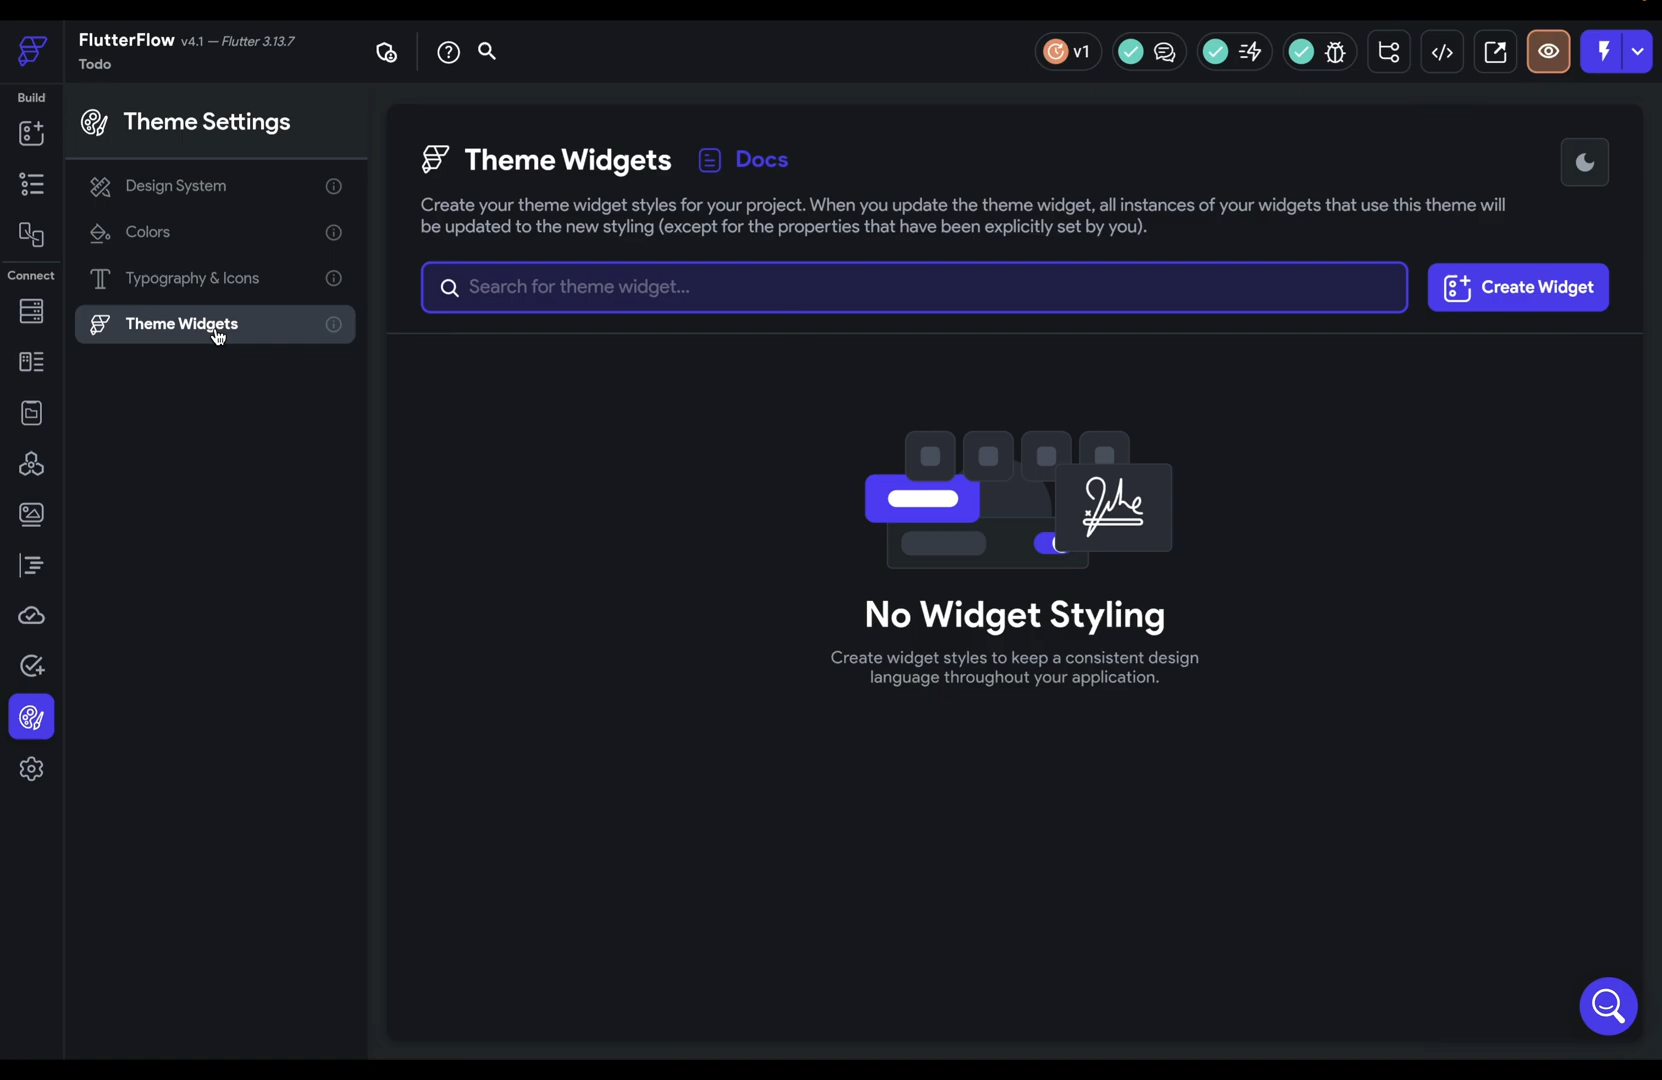 FlutterFlow v4.1 — Flutter 3.13.7
Todo
v1
Build
Connect
Theme Settings
Design System
Colors
Typography & Icons
Theme Widgets
Theme Widgets Docs
Create your theme widget styles for your project. When you update the theme widget, all instances of your widgets that use this theme will
be updated to the new styling (except for the properties that have been explicitly set by you).
Search for theme widget...
Create Widget
No Widget Styling
Create widget styles to keep a consistent design
language throughout your application.